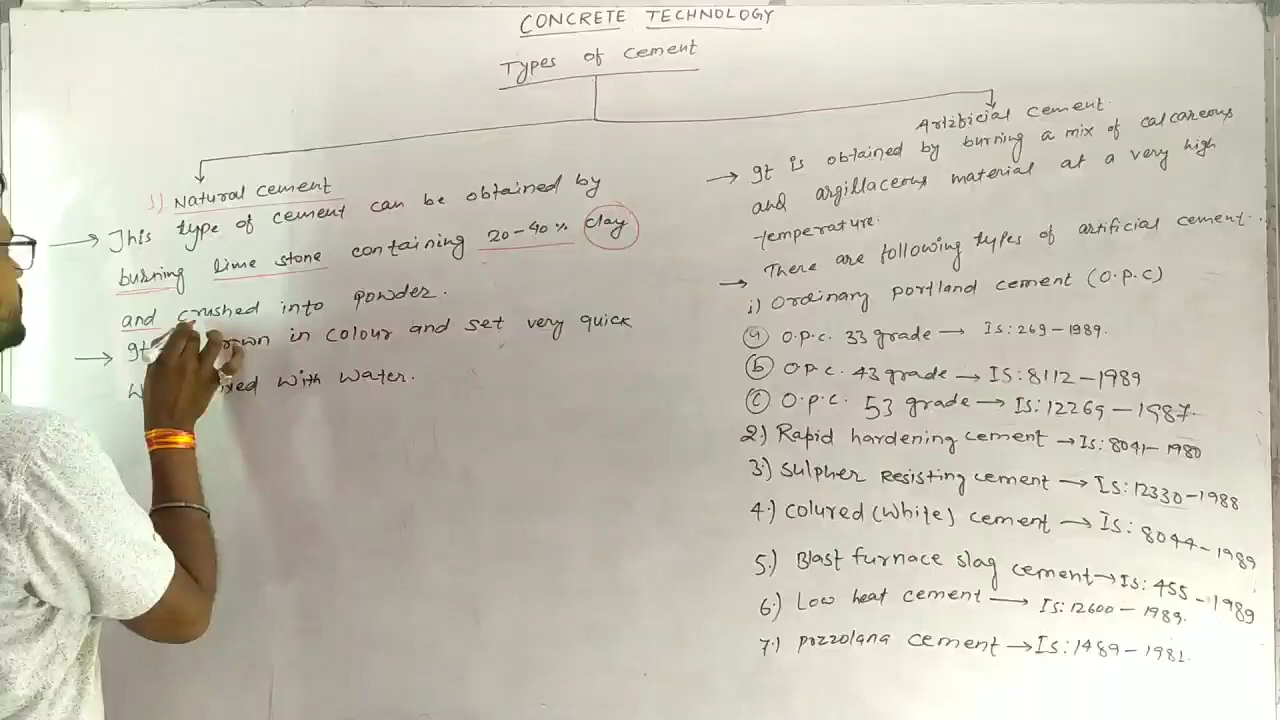 CONCRETE TECHNOLOGY
Types of cement
1) Natural cement
→ This type of cement can be obtained by
burning lime stone containing 20-40% clay
and crushed into powder.
→ It in colour and set very quick
with water.
Artificial cement.
→ It is obtained by burning a mix of calcareous
and argillaceous material at a very high
temperature.
→ There are following types of artificial cement.
1) Ordinary portland cement (O.P.C)
(a) O.P.C. 33 grade → IS:269-1989.
(b) O.P.C. 43 grade → IS:8112-1989
(c) O.P.C. 53 grade → IS:12269-1987.
2) Rapid hardening cement → IS:8041-1980
3) Sulpher Resisting cement → IS:12330-1988
4) Colured (White) cement → IS:8044-1989
5) Blast furnace slag cement → IS:455-1989
6) Low heat cement → IS:12600-1989.
7) pozzolana cement → IS:1489-1981.